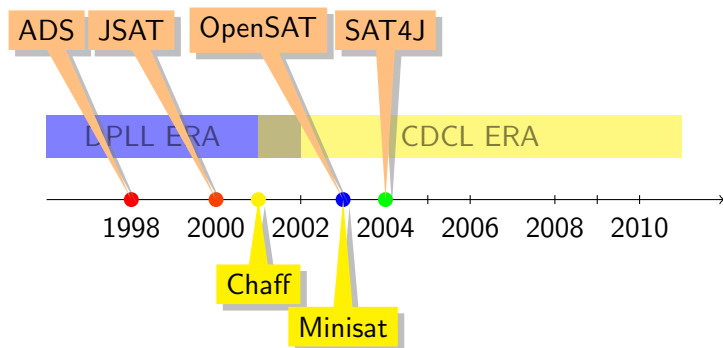 ADS JSAT OpenSAT SAT4J
DPLL ERA CDCL ERA
1998 2000 2002 2004 2006 2008 2010
Chaff
Minisat